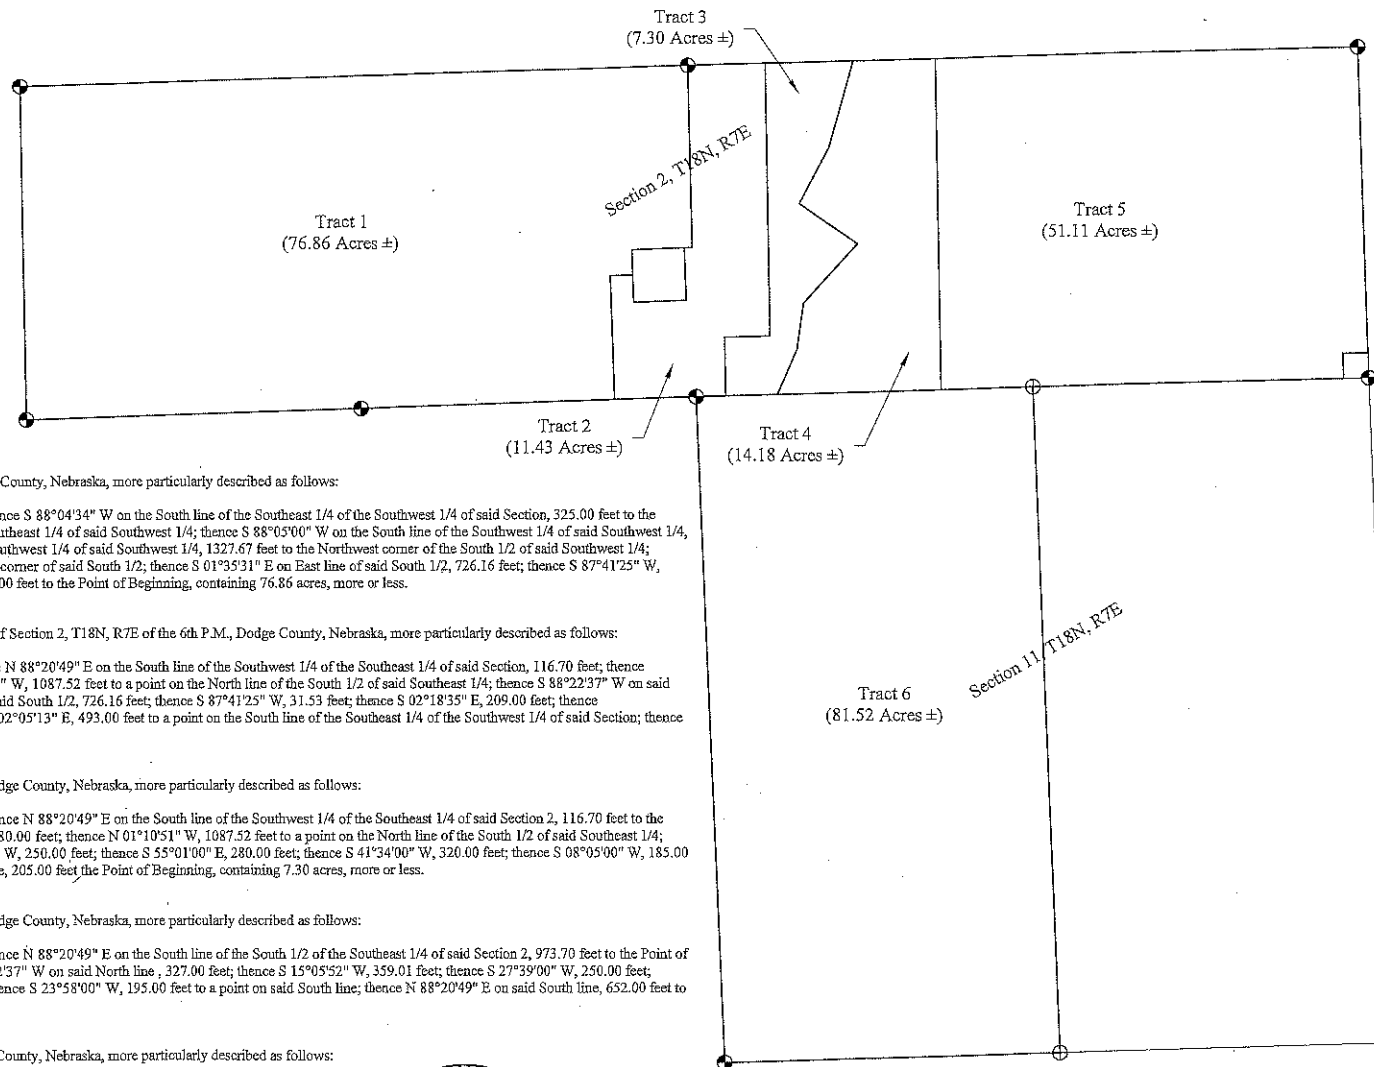 Tract 3
(7.30 Acres ±)
Section 2, T18N, R7E
Tract 1
(76.86 Acres ±)
Tract 5
(51.11 Acres ±)
Tract 2
(11.43 Acres ±)
Tract 4
(14.18 Acres ±)
Section 11, T18N, R7E
Tract 6
(81.52 Acres ±)
County, Nebraska, more particularly described as follows:
nce S 88°04'34" W on the South line of the Southeast 1/4 of the Southwest 1/4 of said Section, 325.00 feet to the
utheast 1/4 of said Southwest 1/4; thence S 88°05'00" W on the South line of the Southwest 1/4 of said Southwest 1/4,
uthwest 1/4 of said Southwest 1/4, 1327.67 feet to the Northwest corner of the South 1/2 of said Southwest 1/4;
corner of said South 1/2; thence S 01°35'31" E on East line of said South 1/2, 726.16 feet; thence S 87°41'25" W,
00 feet to the Point of Beginning, containing 76.86 acres, more or less.
f Section 2, T18N, R7E of the 6th P.M., Dodge County, Nebraska, more particularly described as follows:
N 88°20'49" E on the South line of the Southwest 1/4 of the Southeast 1/4 of said Section, 116.70 feet; thence
" W, 1087.52 feet to a point on the North line of the South 1/2 of said Southeast 1/4; thence S 88°22'37" W on said
aid South 1/2, 726.16 feet; thence S 87°41'25" W, 31.53 feet; thence S 02°18'35" E, 209.00 feet; thence
02°05'13" E, 493.00 feet to a point on the South line of the Southeast 1/4 of the Southwest 1/4 of said Section; thence
dge County, Nebraska, more particularly described as follows:
nce N 88°20'49" E on the South line of the Southwest 1/4 of the Southeast 1/4 of said Section 2, 116.70 feet to the
80.00 feet; thence N 01°10'51" W, 1087.52 feet to a point on the North line of the South 1/2 of said Southeast 1/4;
W, 250.00 feet; thence S 55°01'00" E, 280.00 feet; thence S 41°34'00" W, 320.00 feet; thence S 08°05'00" W, 185.00
e, 205.00 feet the Point of Beginning, containing 7.30 acres, more or less.
dge County, Nebraska, more particularly described as follows:
nce N 88°20'49" E on the South line of the South 1/2 of the Southeast 1/4 of said Section 2, 973.70 feet to the Point of
2'37" W on said North line , 327.00 feet; thence S 15°05'52" W, 359.01 feet; thence S 27°39'00" W, 250.00 feet;
ence S 23°58'00" W, 195.00 feet to a point on said South line; thence N 88°20'49" E on said South line, 652.00 feet to
County, Nebraska, more particularly described as follows: